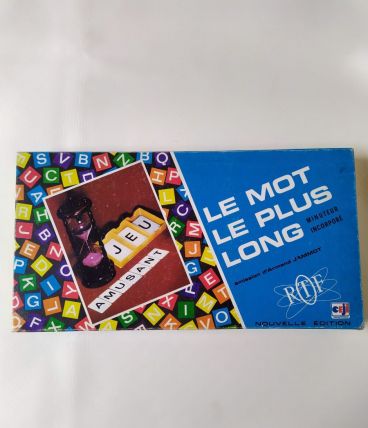 LE MOT
LE PLUS
LONG
MINUTEUR
INCORPORÉ
émission d'Armand JAMMOT
RTF
NOUVELLE EDITION
JEU
AMUSANT